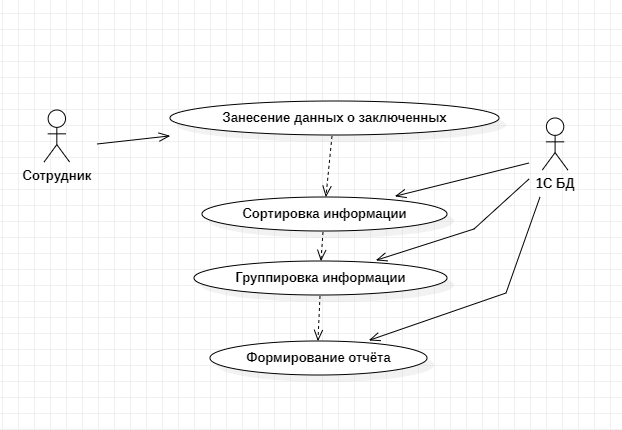 Занесение данных о заключенных
Сотрудник
1С БД
Сортировка информации
Группировка информации
Формирование отчёта